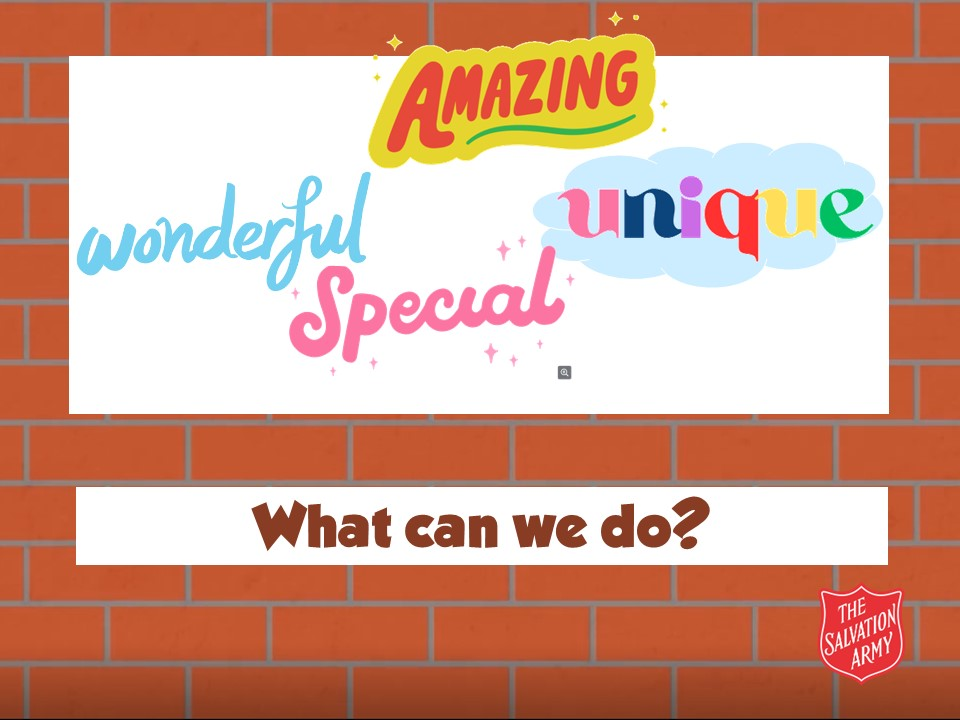 AMAZING
wonderful
unique
Special
What can we do?
THE
SALVATION
ARMY